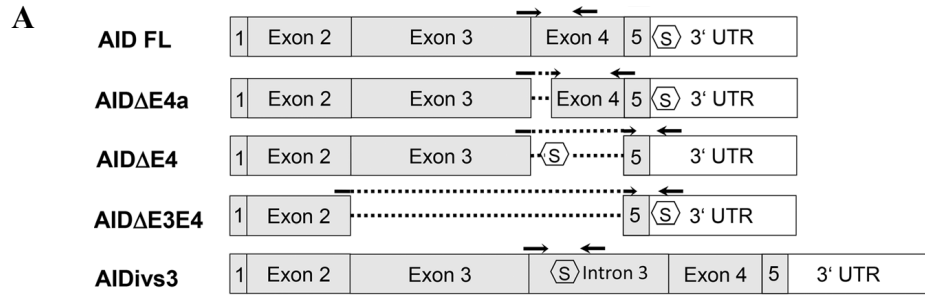 A
AID FL 1 Exon 2 Exon 3 Exon 4 5 S 3‘ UTR
AIDΔE4a 1 Exon 2 Exon 3 Exon 4 5 S 3‘ UTR
AIDΔE4 1 Exon 2 Exon 3 S 5 3‘ UTR
AIDΔE3E4 1 Exon 2 5 S 3‘ UTR
AIDivs3 1 Exon 2 Exon 3 S Intron 3 Exon 4 5 3‘ UTR